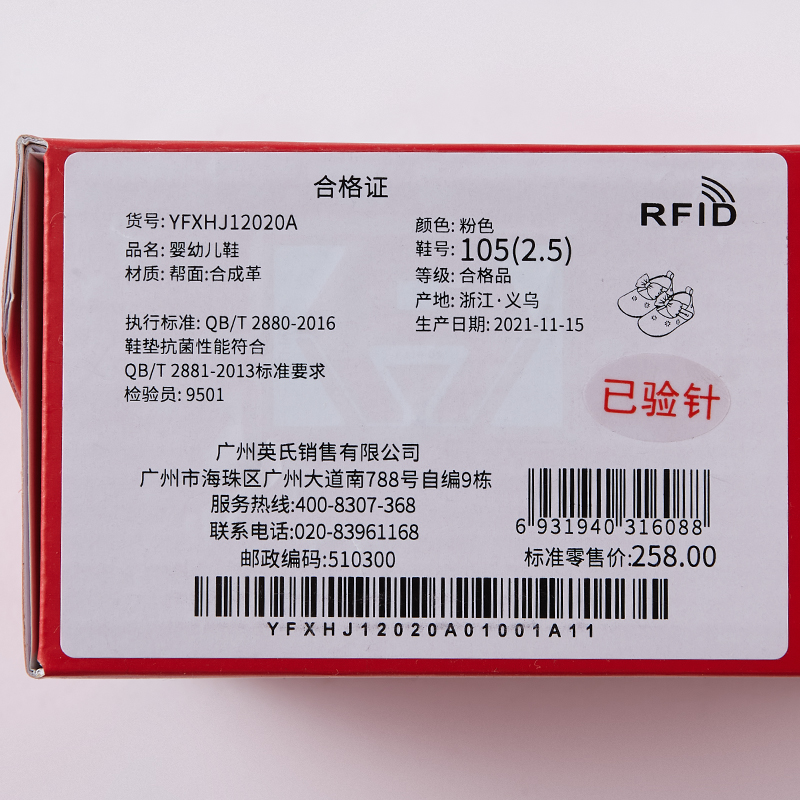 合格证
货号: YFXHJ12020A
品名: 婴幼儿鞋
材质: 帮面:合成革
执行标准: QB/T 2880-2016
鞋垫抗菌性能符合
QB/T 2881-2013标准要求
检验员: 9501
颜色: 粉色
鞋号: 105(2.5)
等级: 合格品
产地: 浙江·义乌
生产日期: 2021-11-15
RFID
已验针
广州英氏销售有限公司
广州市海珠区广州大道南788号自编9栋
服务热线:400-8307-368
联系电话:020-83961168
邮政编码:510300
6 931940 316088
标准零售价:258.00
YFXHJ12020A01001A11